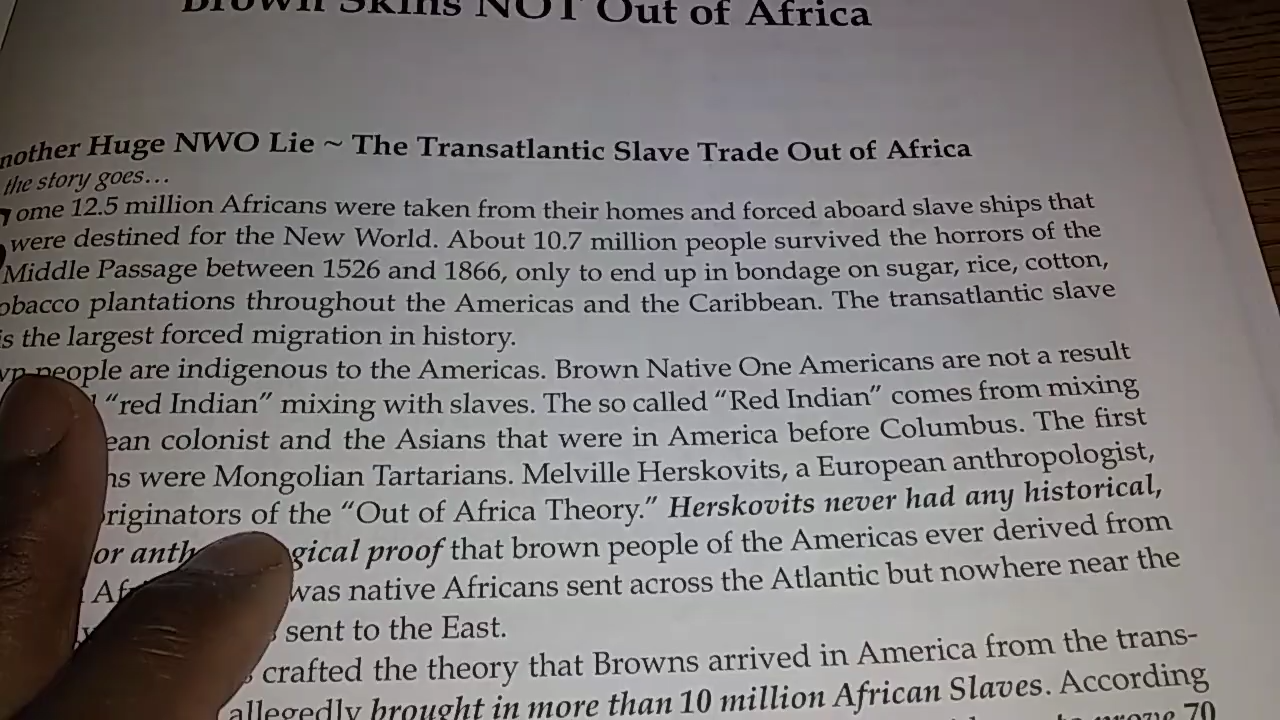 Brown Skins NOT Out of Africa
nother Huge NWO Lie ~ The Transatlantic Slave Trade Out of Africa
the story goes...
ome 12.5 million Africans were taken from their homes and forced aboard slave ships that
were destined for the New World. About 10.7 million people survived the horrors of the
Middle Passage between 1526 and 1866, only to end up in bondage on sugar, rice, cotton,
obacco plantations throughout the Americas and the Caribbean. The transatlantic slave
is the largest forced migration in history.
people are indigenous to the Americas. Brown Native One Americans are not a result
"red Indian" mixing with slaves. The so called "Red Indian" comes from mixing
ean colonist and the Asians that were in America before Columbus. The first
ns were Mongolian Tartarians. Melville Herskovits, a European anthropologist,
riginators of the "Out of Africa Theory." Herskovits never had any historical,
or anth gical proof that brown people of the Americas ever derived from
was native Africans sent across the Atlantic but nowhere near the
sent to the East.
crafted the theory that Browns arrived in America from the trans-
allegedly brought in more than 10 million African Slaves. According
70